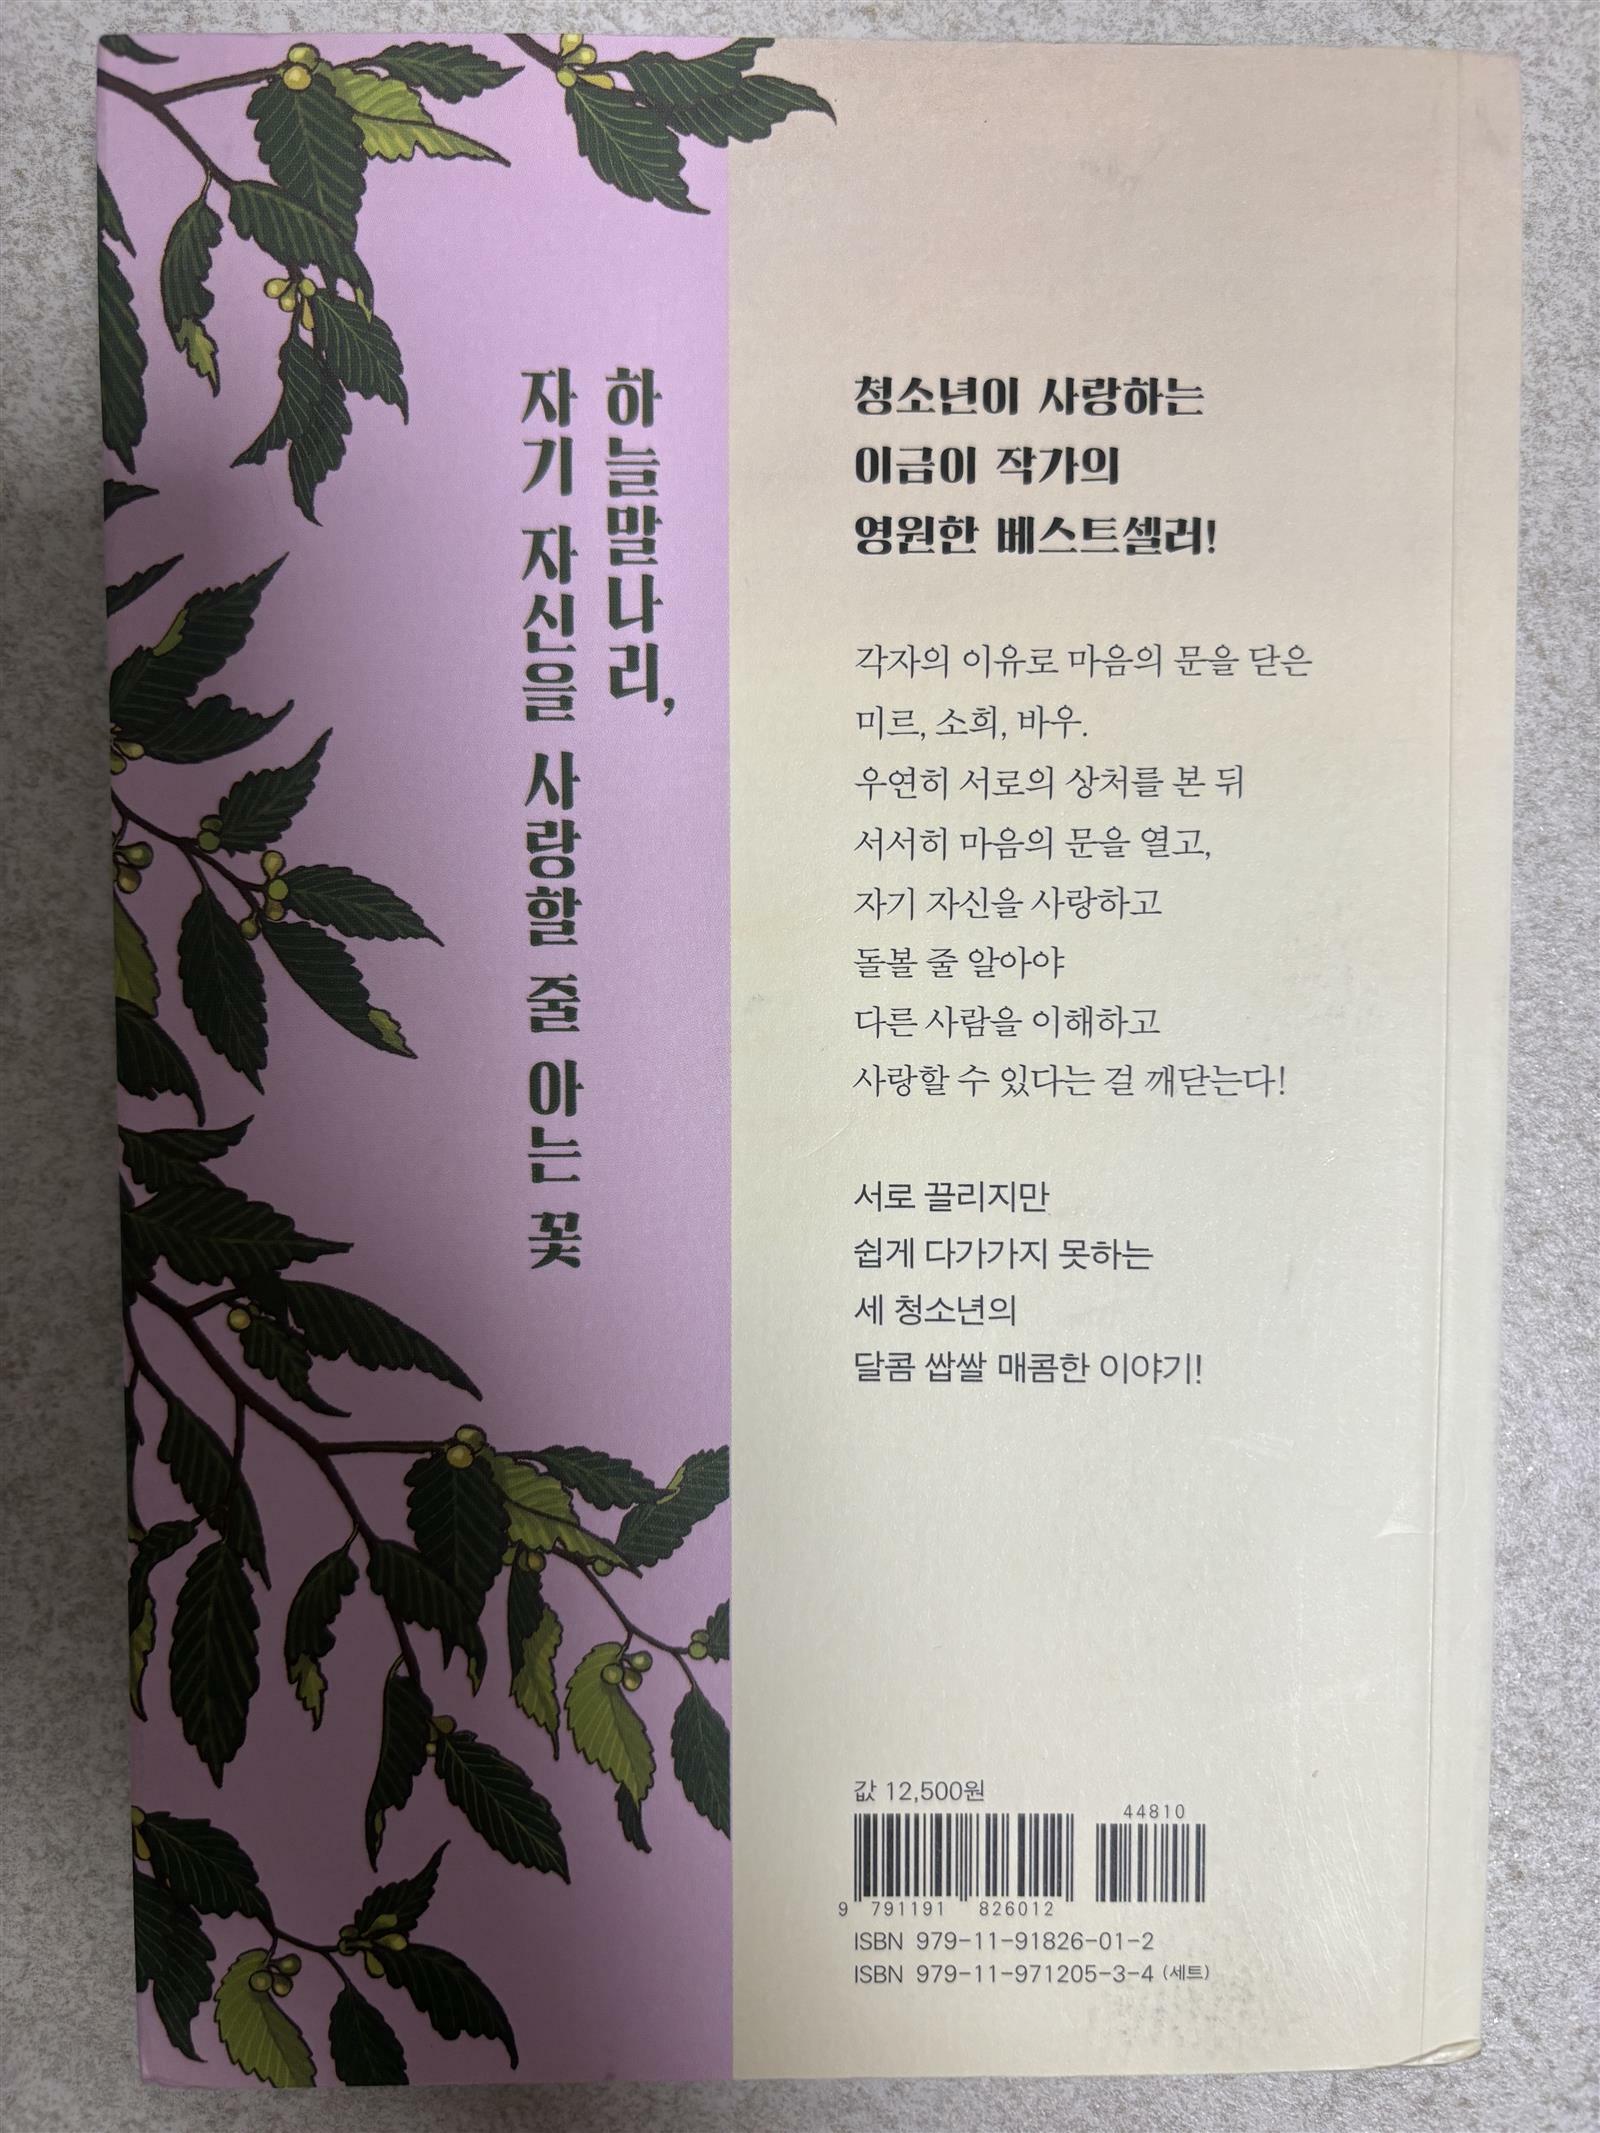 하늘말나리,
자기 자신을 사랑할 줄 아는 꽃
청소년이 사랑하는
이금이 작가의
영원한 베스트셀러!
각자의 이유로 마음의 문을 닫은
미르, 소희, 바우.
우연히 서로의 상처를 본 뒤
서서히 마음의 문을 열고,
자기 자신을 사랑하고
돌볼 줄 알아야
다른 사람을 이해하고
사랑할 수 있다는 걸 깨닫는다!
서로 끌리지만
쉽게 다가가지 못하는
세 청소년의
달콤 쌉쌀 매콤한 이야기!
값 12,500원
44810
9 791191 826012
ISBN 979-11-91826-01-2
ISBN 979-11-971205-3-4 (세트)